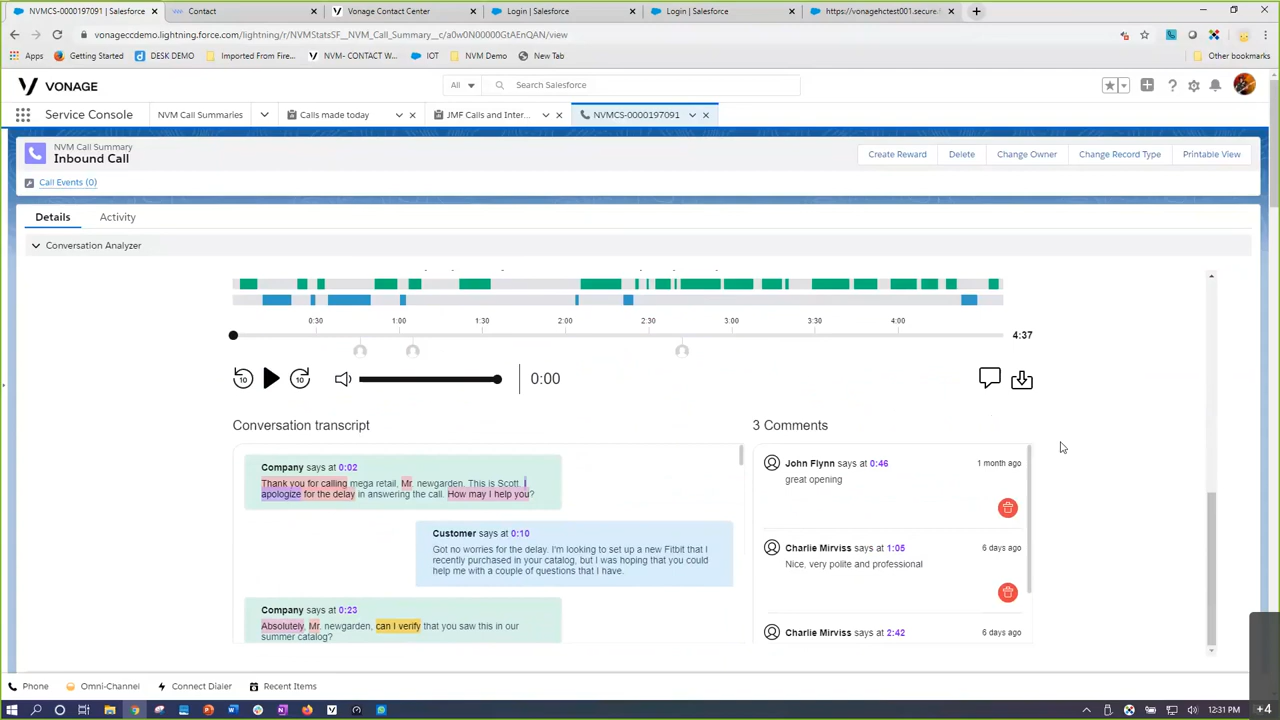 NVMCS-0000197091 | Salesforce
Contact
Vonage Contact Center
Login | Salesforce
Login | Salesforce
https://vonagehctest001.secure.f
vonageccdemo.lightning.force.com/lightning/r/NVMStatsSF__NVM_Call_Summary__c/a0w0N00000GtAEnQAN/view
Apps
Getting Started
DESK DEMO
Imported From Fire...
NVM- CONTACT W...
IOT
NVM Demo
New Tab
Other bookmarks
VONAGE
All
Search Salesforce
Service Console
NVM Call Summaries
Calls made today
JMF Calls and Inter...
NVMCS-0000197091
NVM Call Summary
Inbound Call
Create Reward
Delete
Change Owner
Change Record Type
Printable View
Call Events (0)
Details
Activity
Conversation Analyzer
0:30
1:00
1:30
2:00
2:30
3:00
3:30
4:00
4:37
10
10
0:00
Conversation transcript
3 Comments
Company says at 0:02
Thank you for calling mega retail, Mr. newgarden. This is Scott. I
apologize for the delay in answering the call. How may I help you?
Customer says at 0:10
Got no worries for the delay. I'm looking to set up a new Fitbit that I
recently purchased in your catalog, but I was hoping that you could
help me with a couple of questions that I have.
Company says at 0:23
Absolutely, Mr. newgarden, can I verify that you saw this in our
summer catalog?
John Flynn says at 0:46
1 month ago
great opening
Charlie Mirviss says at 1:05
6 days ago
Nice, very polite and professional
Charlie Mirviss says at 2:42
6 days ago
Phone
Omni-Channel
Connect Dialer
Recent Items
12:31 PM
+4